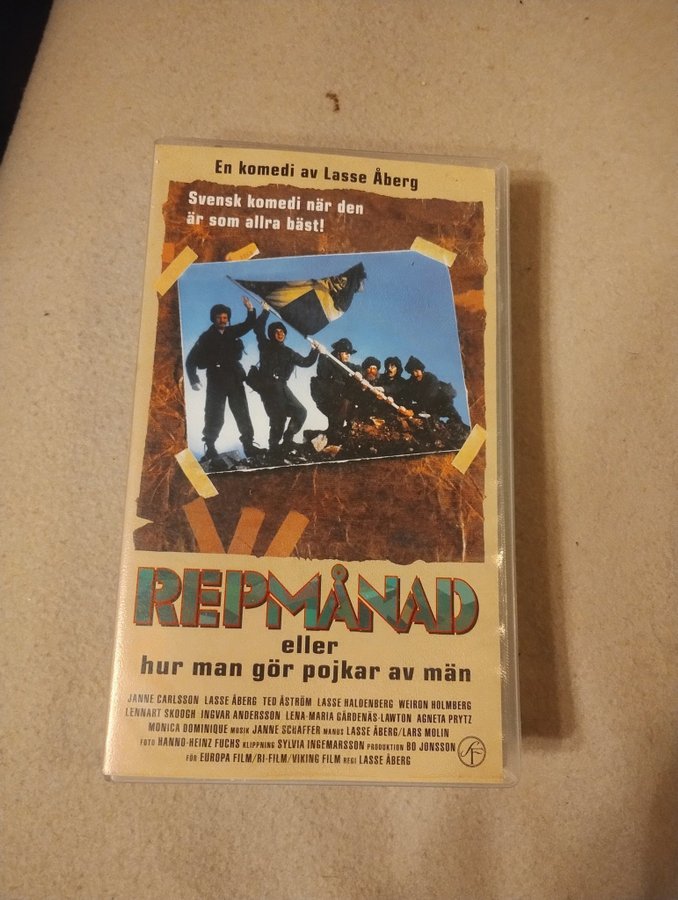 En komedi av Lasse Åberg
Svensk komedi när den
är som allra bäst!
REPMÅNAD
eller
hur man gör pojkar av män
JANNE CARLSSON LASSE ÅBERG TED ÅSTRÖM LASSE HALDENBERG WEIRON HOLMBERG
LENNART SKOOGH INGVAR ANDERSSON LENA-MARIA GÅRDENÄS-LAWTON AGNETA PRYTZ
MONICA DOMINIQUE MUSIK JANNE SCHAFFER MANUS LASSE ÅBERG/LARS MOLIN
FOTO HANNO-HEINZ FUCHS KLIPPNING SYLVIA INGEMARSSON PRODUKTION BO JONSSON
FÖR EUROPA FILM/RI-FILM/VIKING FILM REGI LASSE ÅBERG
SF